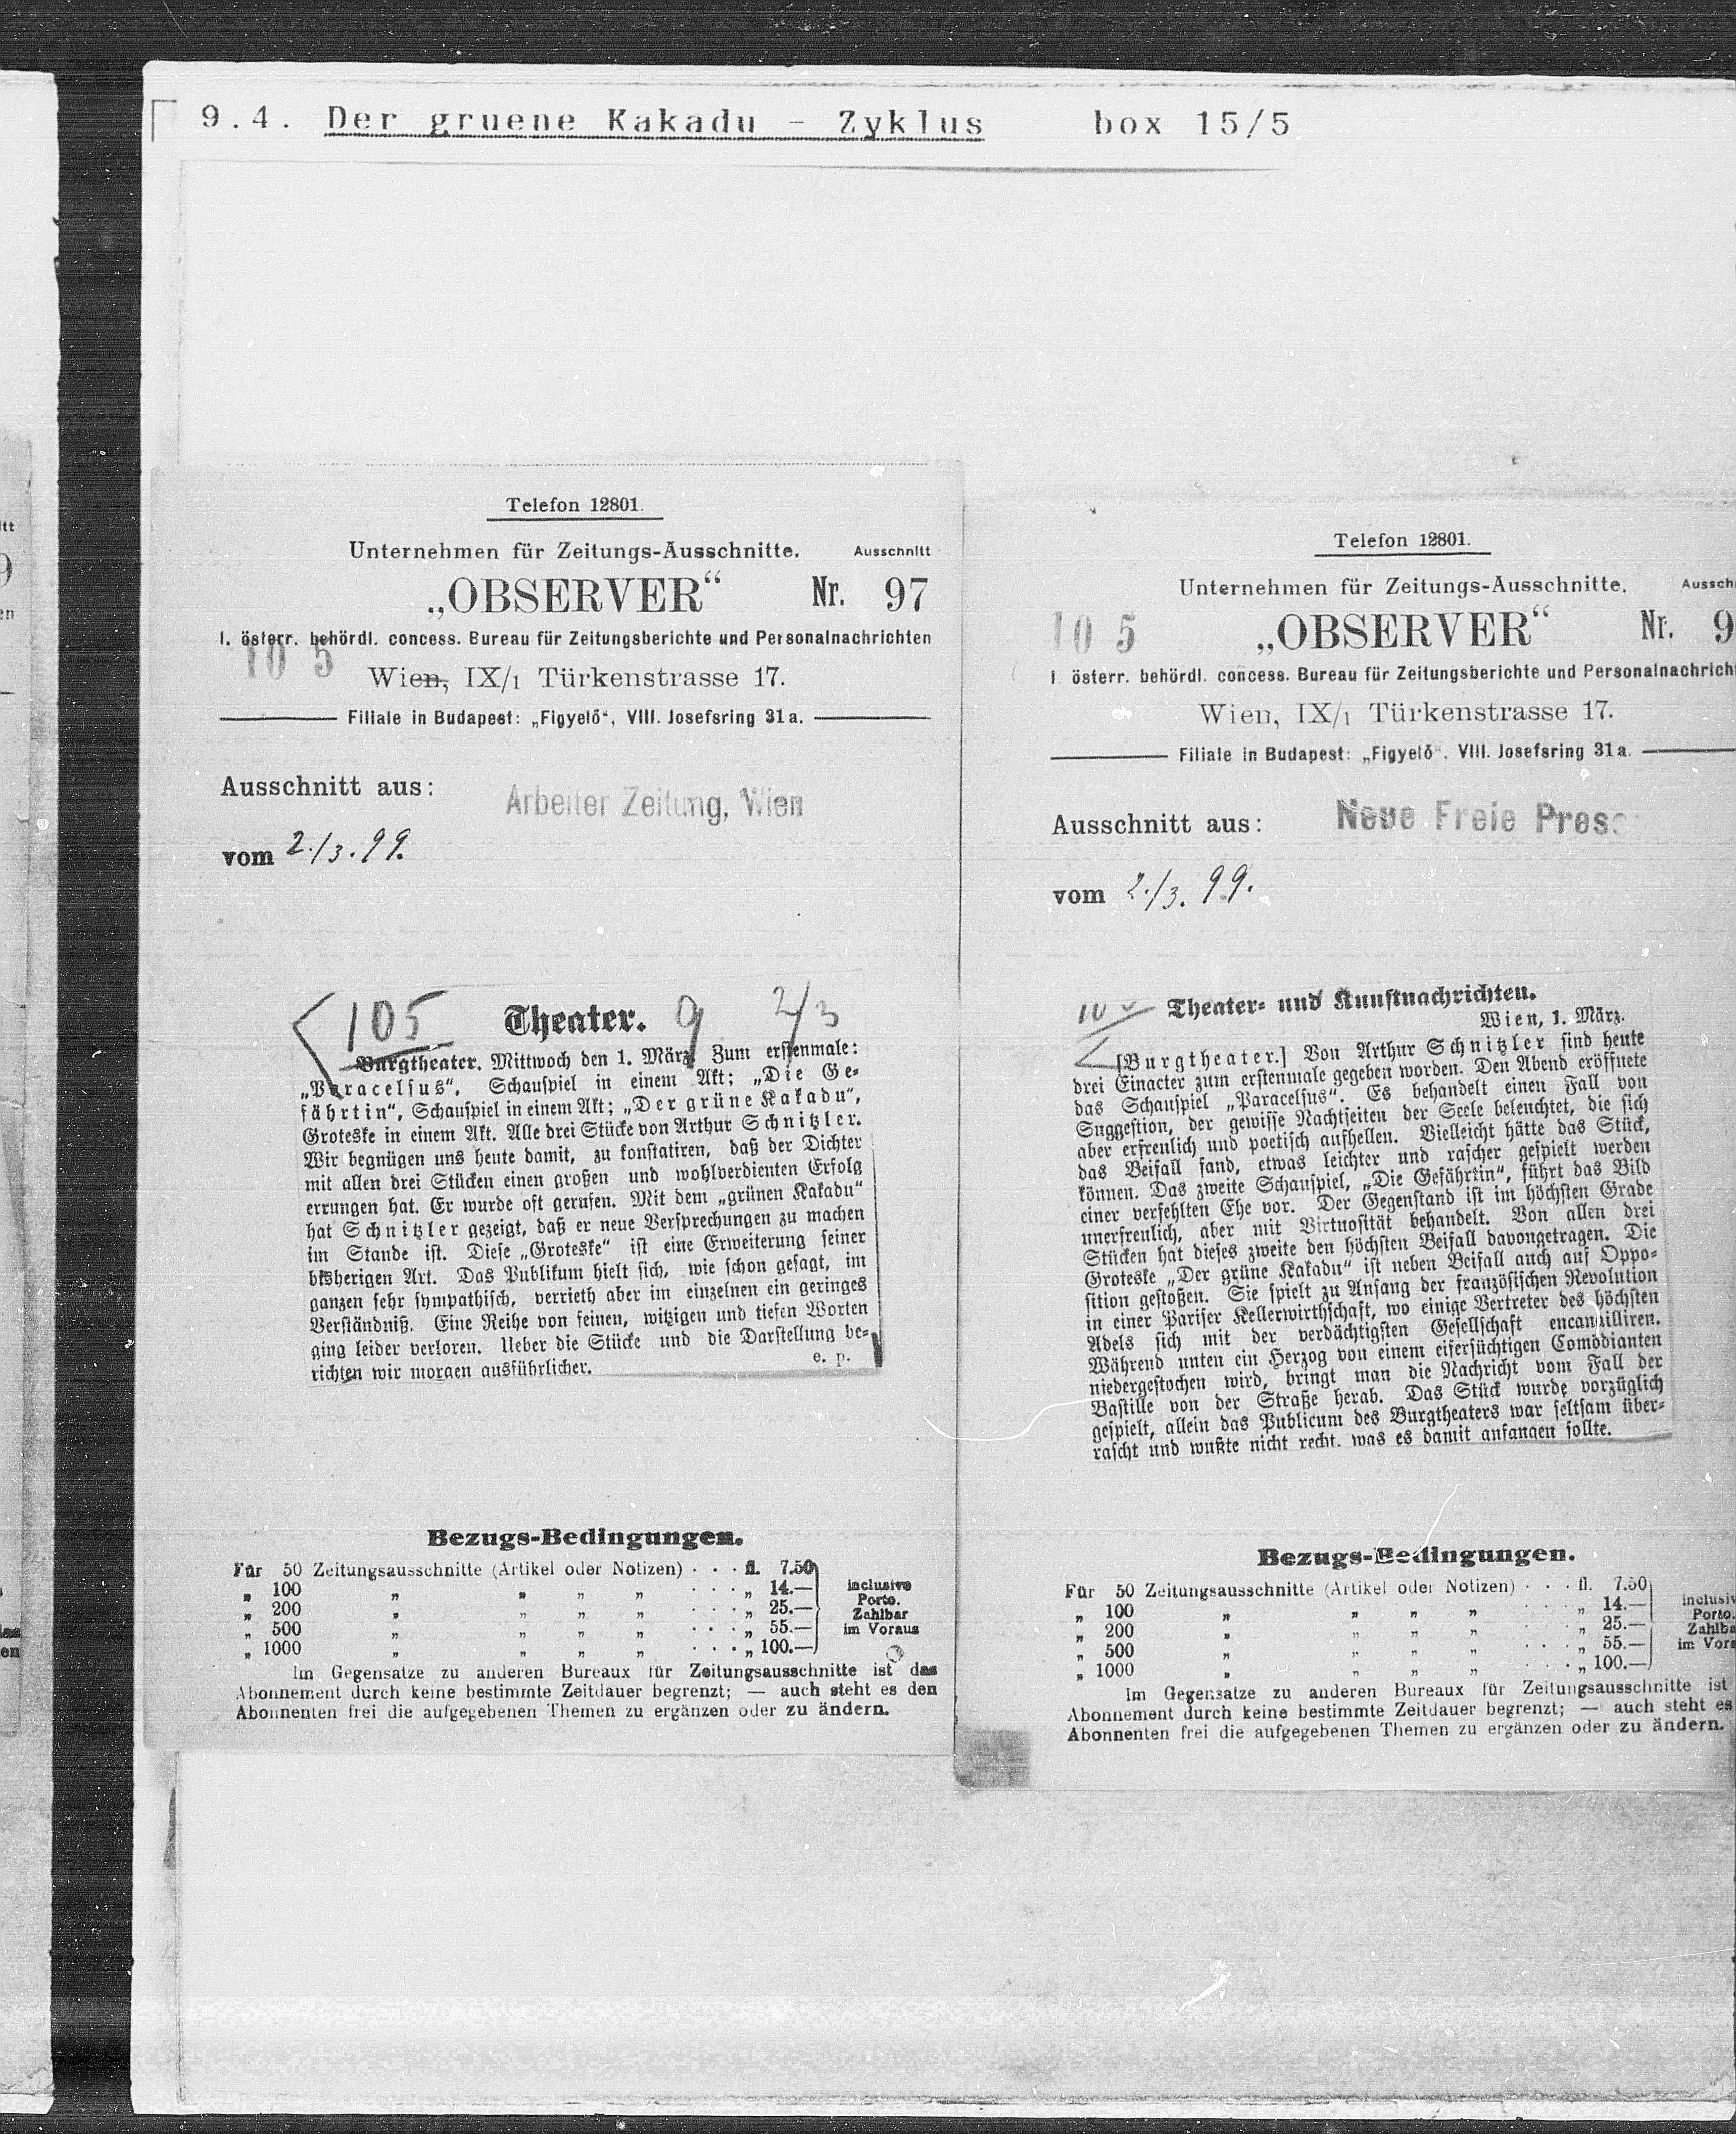 9.4. Der gruene Kakadu - Zyklus box 15/5
Telefon 12801.
Unternehmen für Zeitungs-Ausschnitte. Ausschnitt
„OBSERVER“ Nr. 97
I. österr. behördl. concess. Bureau für Zeitungsberichte und Personalnachrichten
10 5
Wien, IX/1 Türkenstrasse 17.
Filiale in Budapest: „Figyelő“, VIII. Josefsring 31a.
Ausschnitt aus: Arbeiter Zeitung, Wien
vom 2./3.99.
105 Theater. 9 2/3
Burgtheater. Mittwoch den 1. März. Zum erstenmale:
„Paracelsus“, Schauspiel in einem Akt; „Die Ge-
fährtin“, Schauspiel in einem Akt; „Der grüne Kakadu“,
Groteske in einem Akt. Alle drei Stücke von Arthur Schnitzler.
Wir begnügen uns heute damit, zu konstatiren, daß der Dichter
mit allen drei Stücken einen großen und wohlverdienten Erfolg
errungen hat. Er wurde oft gerufen. Mit dem „grünen Kakadu“
hat Schnitzler gezeigt, daß er neue Versprechungen zu machen
im Stande ist. Diese „Groteske“ ist eine Erweiterung seiner
bisherigen Art. Das Publikum hielt sich, wie schon gesagt, im
ganzen sehr sympathisch, verrieth aber im einzelnen ein geringes
Verständniß. Eine Reihe von feinen, witzigen und tiefen Worten
ging leider verloren. Ueber die Stücke und die Darstellung be-
richten wir morgen ausführlicher. e. p.
Bezugs-Bedingungen.
Für 50 Zeitungsausschnitte (Artikel oder Notizen) . . . fl. 7.50
„ 100 „ „ „ „ . . . „ 14.—
„ 200 „ „ „ „ . . . „ 25.—
„ 500 „ „ „ „ . . . „ 55.—
„ 1000 „ „ „ „ . . . „ 100.—
inclusive
Porto.
Zahlbar
im Voraus
Im Gegensatze zu anderen Bureaux für Zeitungsausschnitte ist das
Abonnement durch keine bestimmte Zeitdauer begrenzt; — auch steht es den
Abonnenten frei die aufgegebenen Themen zu ergänzen oder zu ändern.
Telefon 12801.
Unternehmen für Zeitungs-Ausschnitte. Aussch
10 5 „OBSERVER“ Nr. 9
I. österr. behördl. concess. Bureau für Zeitungsberichte und Personalnachrich
Wien, IX/1 Türkenstrasse 17.
Filiale in Budapest: „Figyelő“, VIII. Josefsring 31a.
Ausschnitt aus: Neue Freie Press
vom 2./3.99.
Theater- und Kunstnachrichten.
Wien, 1. März.
[Burgtheater.] Von Arthur Schnitzler sind heute
drei Einacter zum erstenmale gegeben worden. Den Abend eröffnete
das Schauspiel „Paracelsus“. Es behandelt einen Fall von
Suggestion, der gewisse Nachtseiten der Seele beleuchtet, die sich
aber erfreulich und poetisch aufhellen. Vielleicht hätte das Stück,
das Beifall fand, etwas leichter und rascher gespielt werden
können. Das zweite Schauspiel, „Die Gefährtin“, führt das Bild
einer verfehlten Ehe vor. Der Gegenstand ist im höchsten Grade
unerfreulich, aber mit Virtuosität behandelt. Von allen drei
Stücken hat dieses zweite den höchsten Beifall davongetragen. Die
Groteske „Der grüne Kakadu“ ist neben Beifall auch auf Oppo-
sition gestoßen. Sie spielt zu Anfang der französischen Revolution
in einer Pariser Kellerwirthschaft, wo einige Vertreter des höchsten
Adels sich mit der verdächtigsten Gesellschaft encanailliren.
Während unten ein Herzog von einem eifersüchtigen Comödianten
niedergestochen wird, bringt man die Nachricht vom Fall der
Bastille von der Straße herab. Das Stück wurde vorzüglich
gespielt, allein das Publicum des Burgtheaters war seltsam über-
rascht und wußte nicht recht, was es damit anfangen sollte.
Bezugs-Bedingungen.
Für 50 Zeitungsausschnitte (Artikel oder Notizen) . . . fl. 7.50
„ 100 „ „ „ „ „ 14.—
„ 200 „ „ „ „ . . . „ 25.—
„ 500 „ „ „ „ . . . „ 55.—
„ 1000 „ „ „ „ . . . „ 100.—
inclusiv
Porto.
Zahlba
im Vora
Im Gegensatze zu anderen Bureaux für Zeitungsausschnitte ist
Abonnement durch keine bestimmte Zeitdauer begrenzt; — auch steht es
Abonnenten frei die aufgegebenen Themen zu ergänzen oder zu ändern.